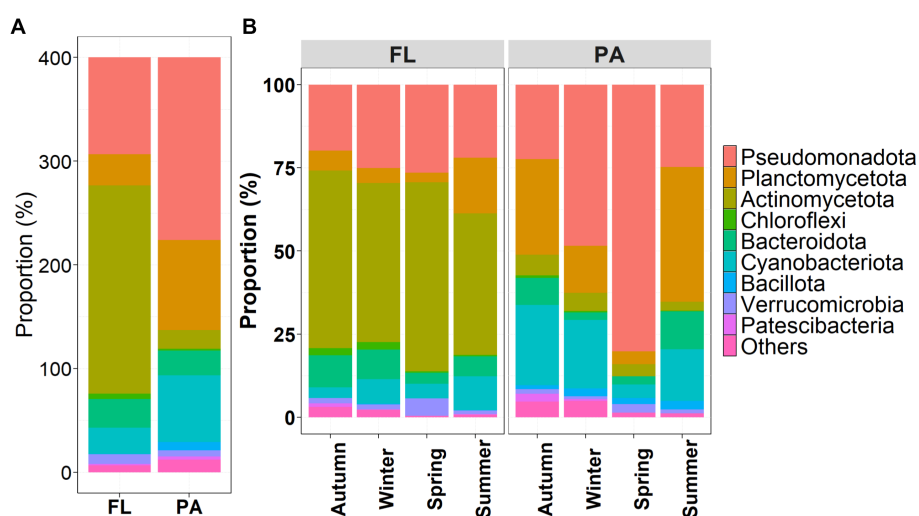 A
Proportion (%)
400
300
200
100
0
FL PA
B
FL PA
Proportion (%)
100
75
50
25
0
Autumn
Winter
Spring
Summer
Autumn
Winter
Spring
Summer
Pseudomonadota
Planctomycetota
Actinomycetota
Chloroflexi
Bacteroidota
Cyanobacteriota
Bacillota
Verrucomicrobia
Patescibacteria
Others